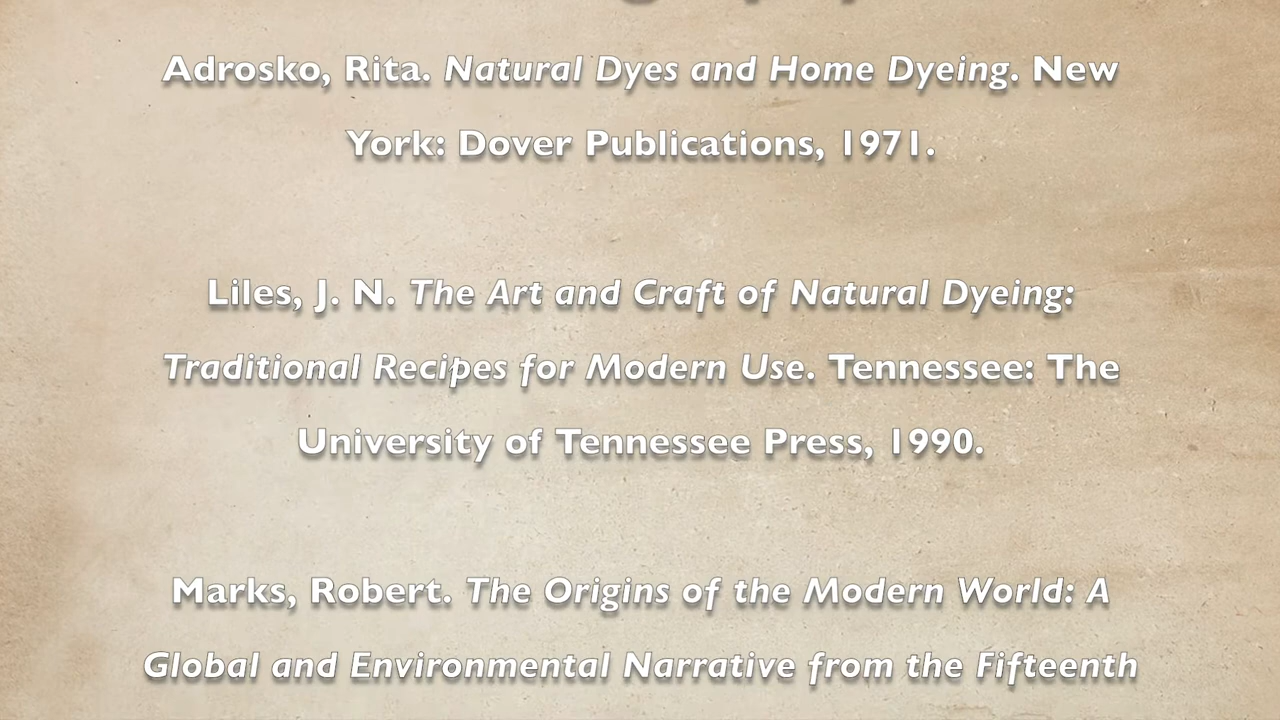 Adrosko, Rita. Natural Dyes and Home Dyeing. New
York: Dover Publications, 1971.
Liles, J. N. The Art and Craft of Natural Dyeing:
Traditional Recipes for Modern Use. Tennessee: The
University of Tennessee Press, 1990.
Marks, Robert. The Origins of the Modern World: A
Global and Environmental Narrative from the Fifteenth